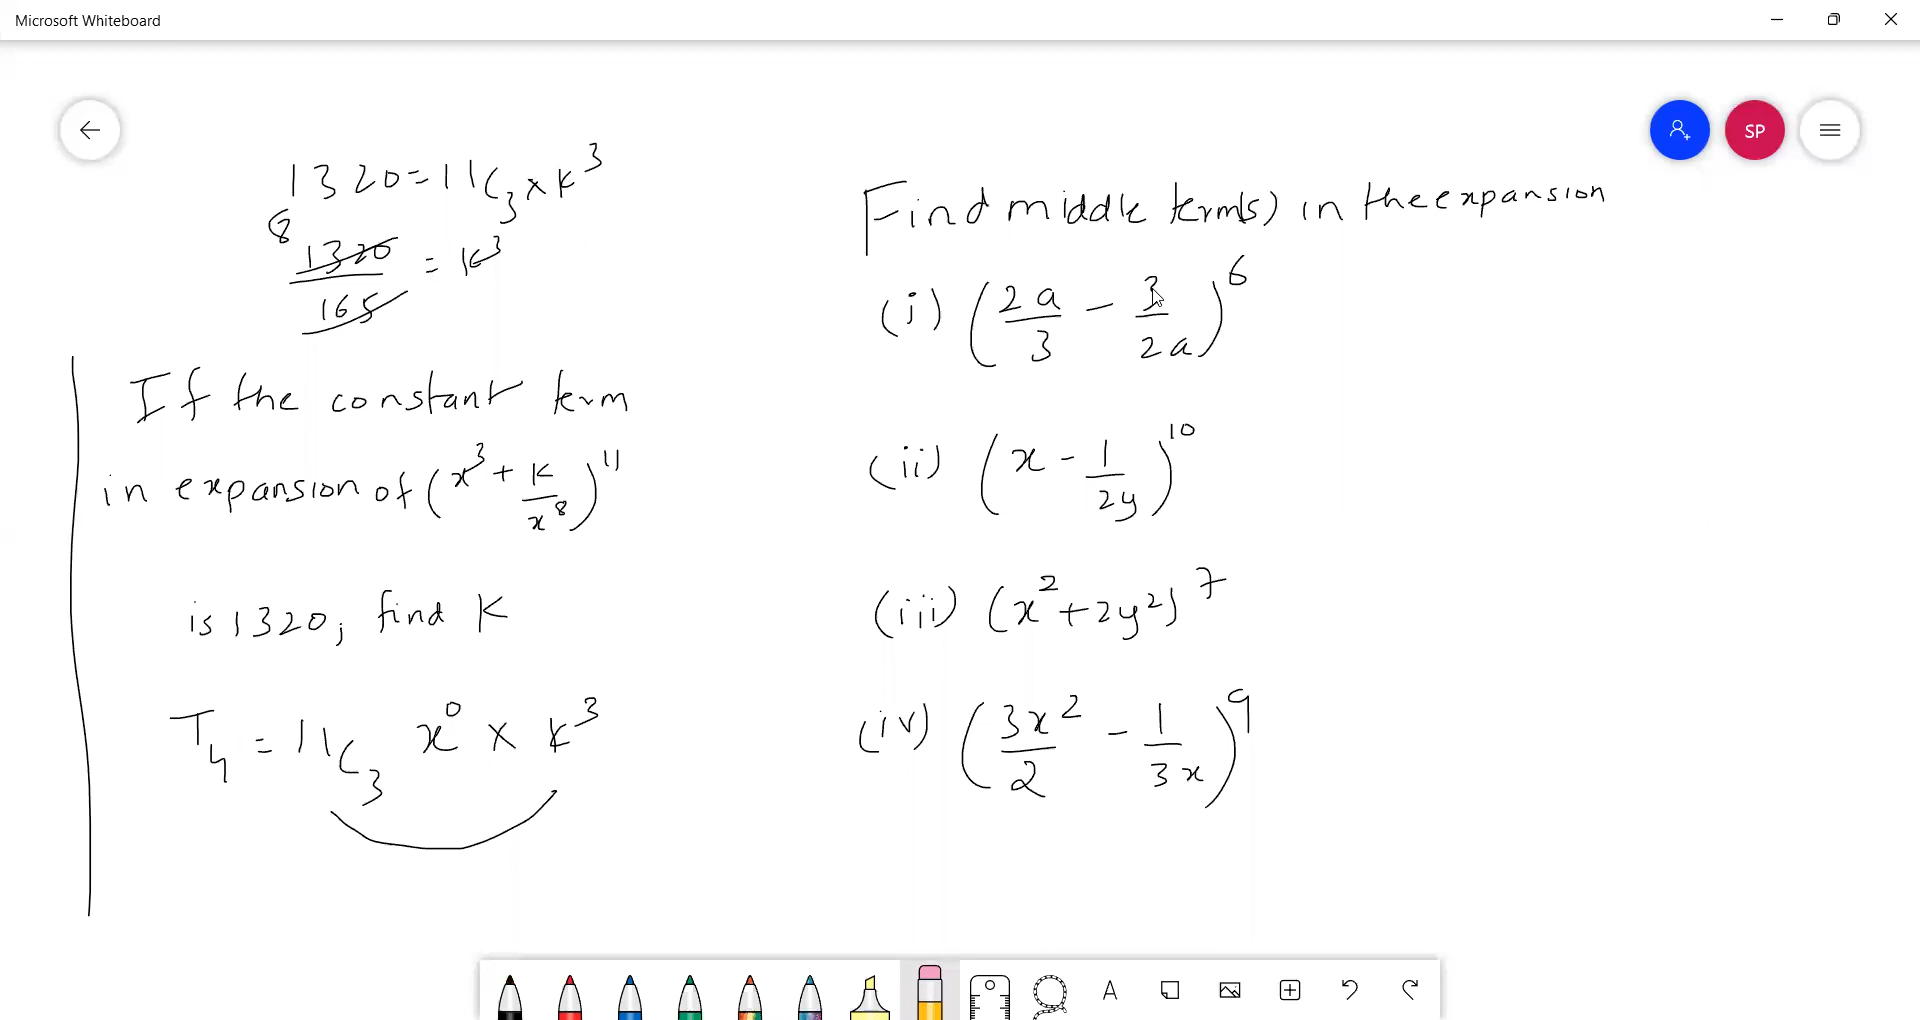 Microsoft Whiteboard
SP
1320 = 11C₃ × K³
8
1320/165 = K³
If the constant term
in expansion of (x³ + K/x⁸)¹¹
is 1320, find K
T₄ = 11C₃ x⁰ × K³
Find middle term(s) in the expansion
(i) (2a/3 - 3/2a)⁶
(ii) (x - 1/2y)¹⁰
(iii) (x² + 2y²)⁷
(iv) (3x²/2 - 1/3x)⁹
A